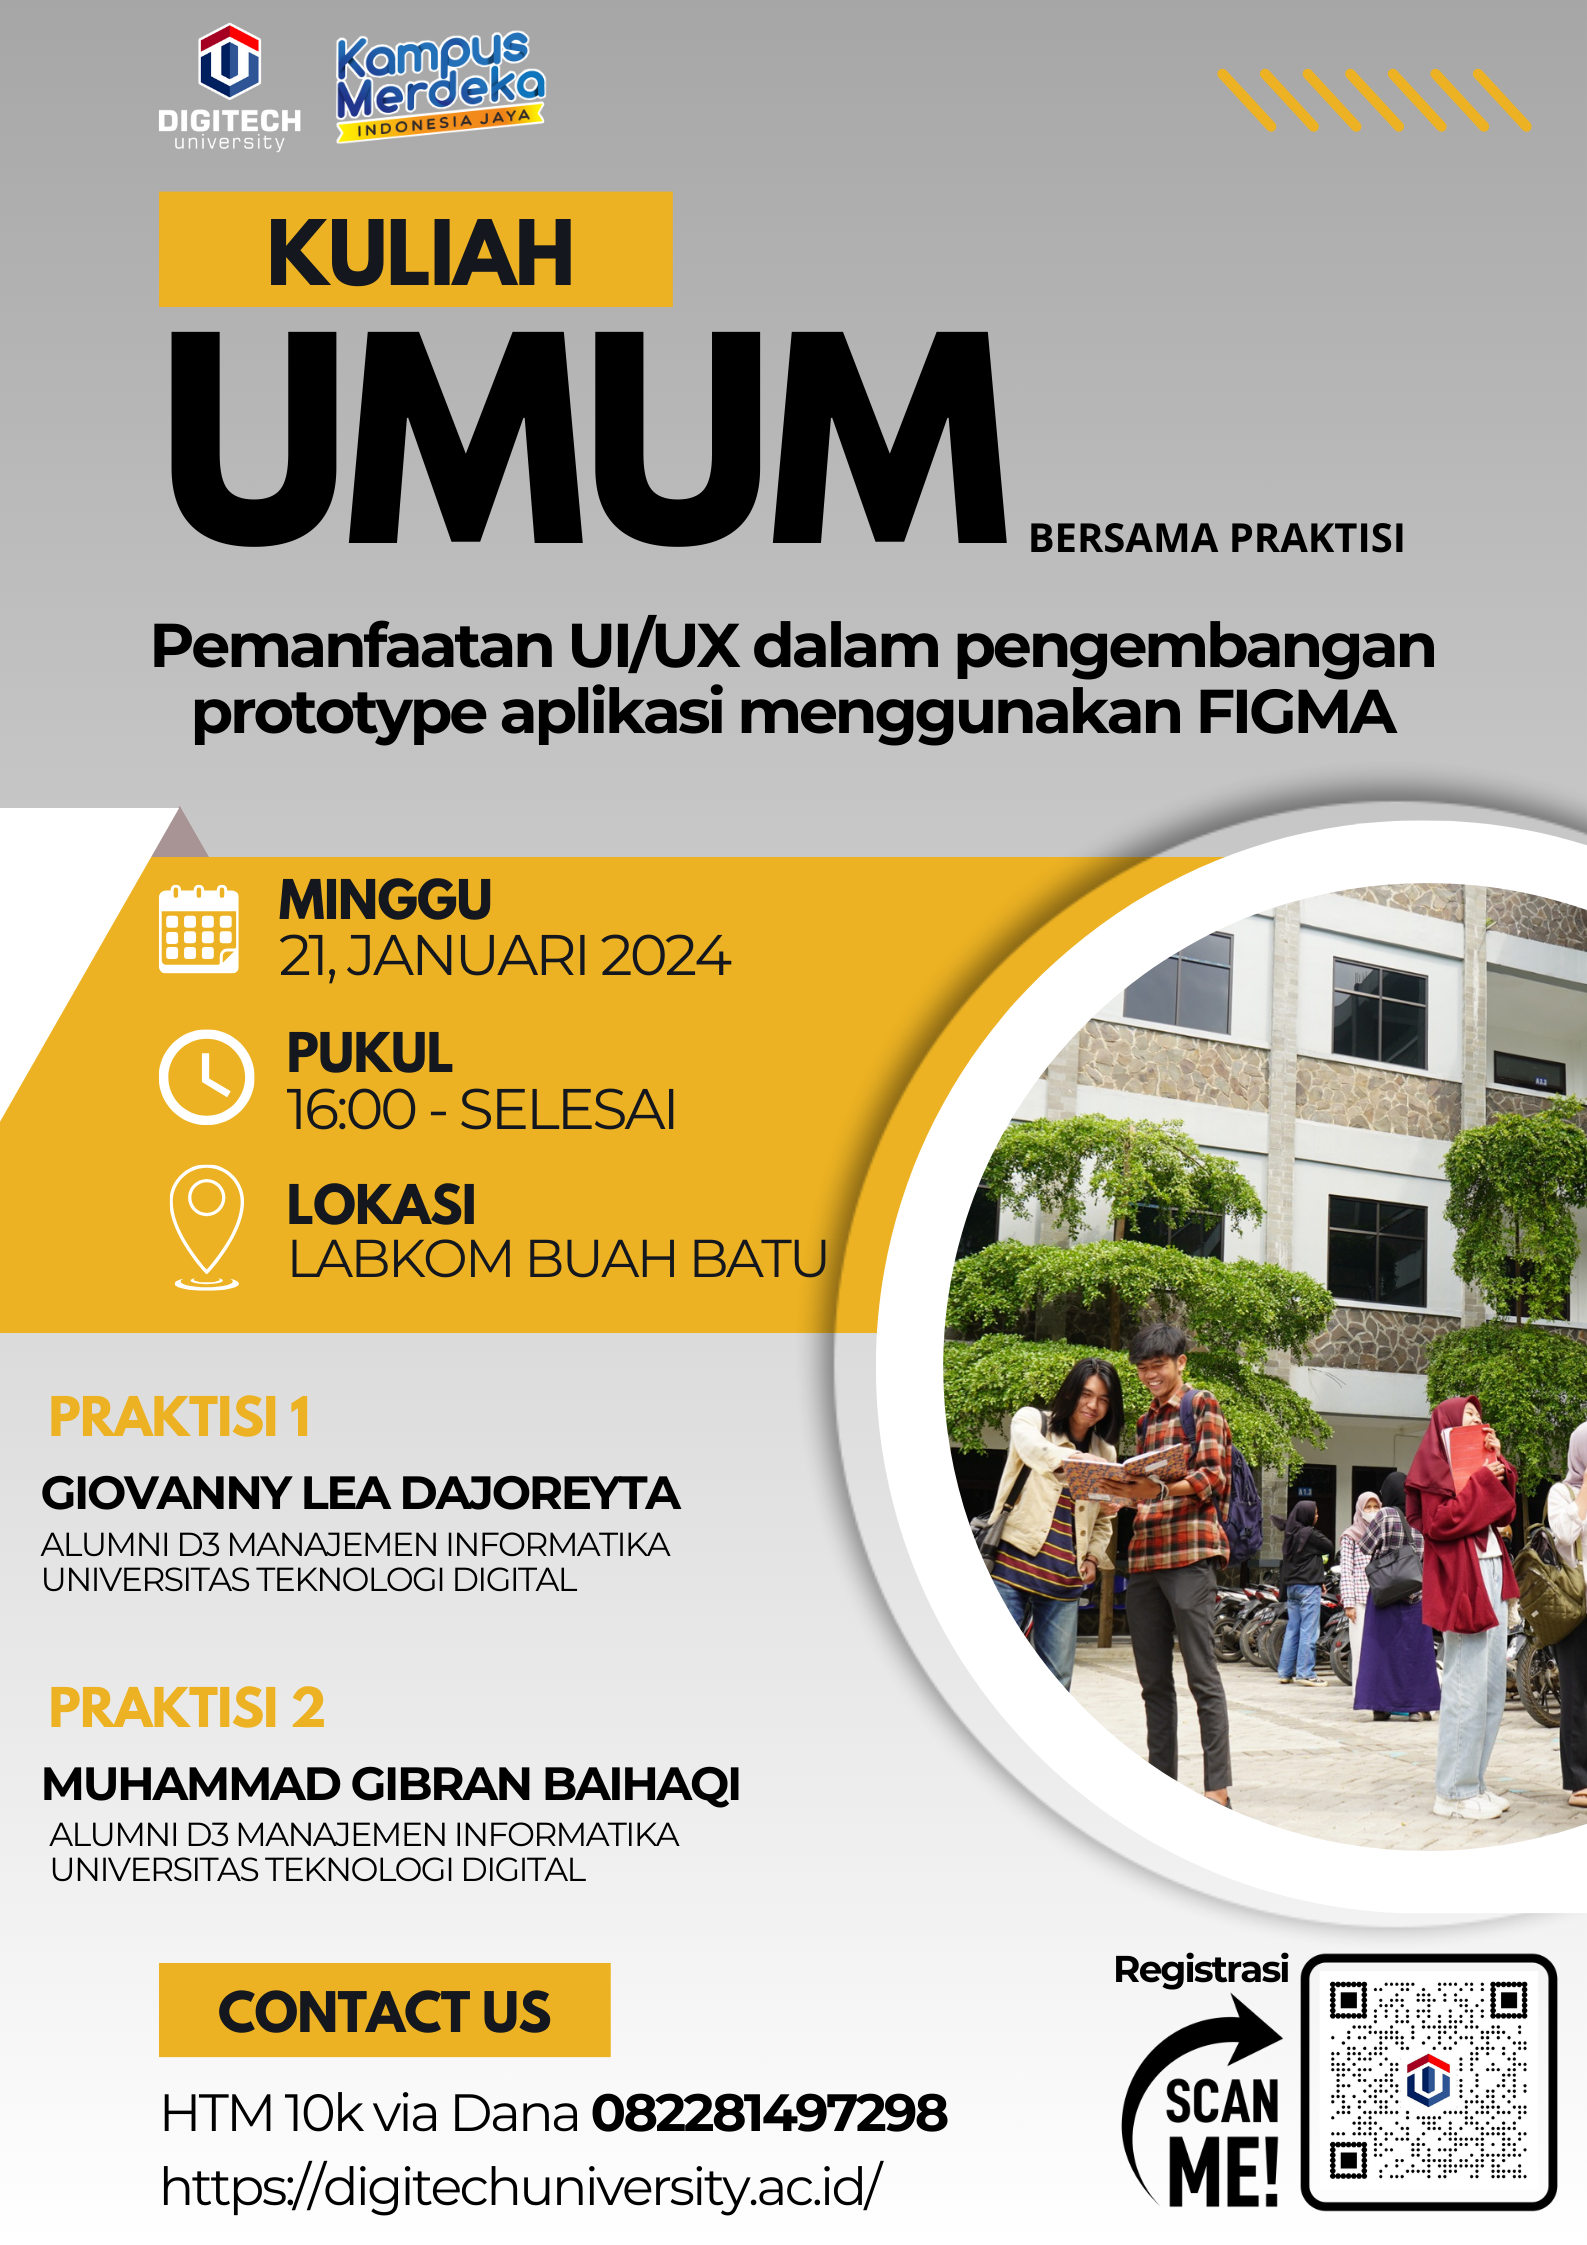 DIGITECH
university
Kampus
Merdeka
INDONESIA JAYA
KULIAH
UMUM
BERSAMA PRAKTISI
Pemanfaatan UI/UX dalam pengembangan
prototype aplikasi menggunakan FIGMA
MINGGU
21, JANUARI 2024
PUKUL
16:00 - SELESAI
LOKASI
LABKOM BUAH BATU
PRAKTISI 1
GIOVANNY LEA DAJOREYTA
ALUMNI D3 MANAJEMEN INFORMATIKA
UNIVERSITAS TEKNOLOGI DIGITAL
PRAKTISI 2
MUHAMMAD GIBRAN BAIHAQI
ALUMNI D3 MANAJEMEN INFORMATIKA
UNIVERSITAS TEKNOLOGI DIGITAL
CONTACT US
HTM 10k via Dana 082281497298
https://digitechuniversity.ac.id/
Registrasi
SCAN
ME!